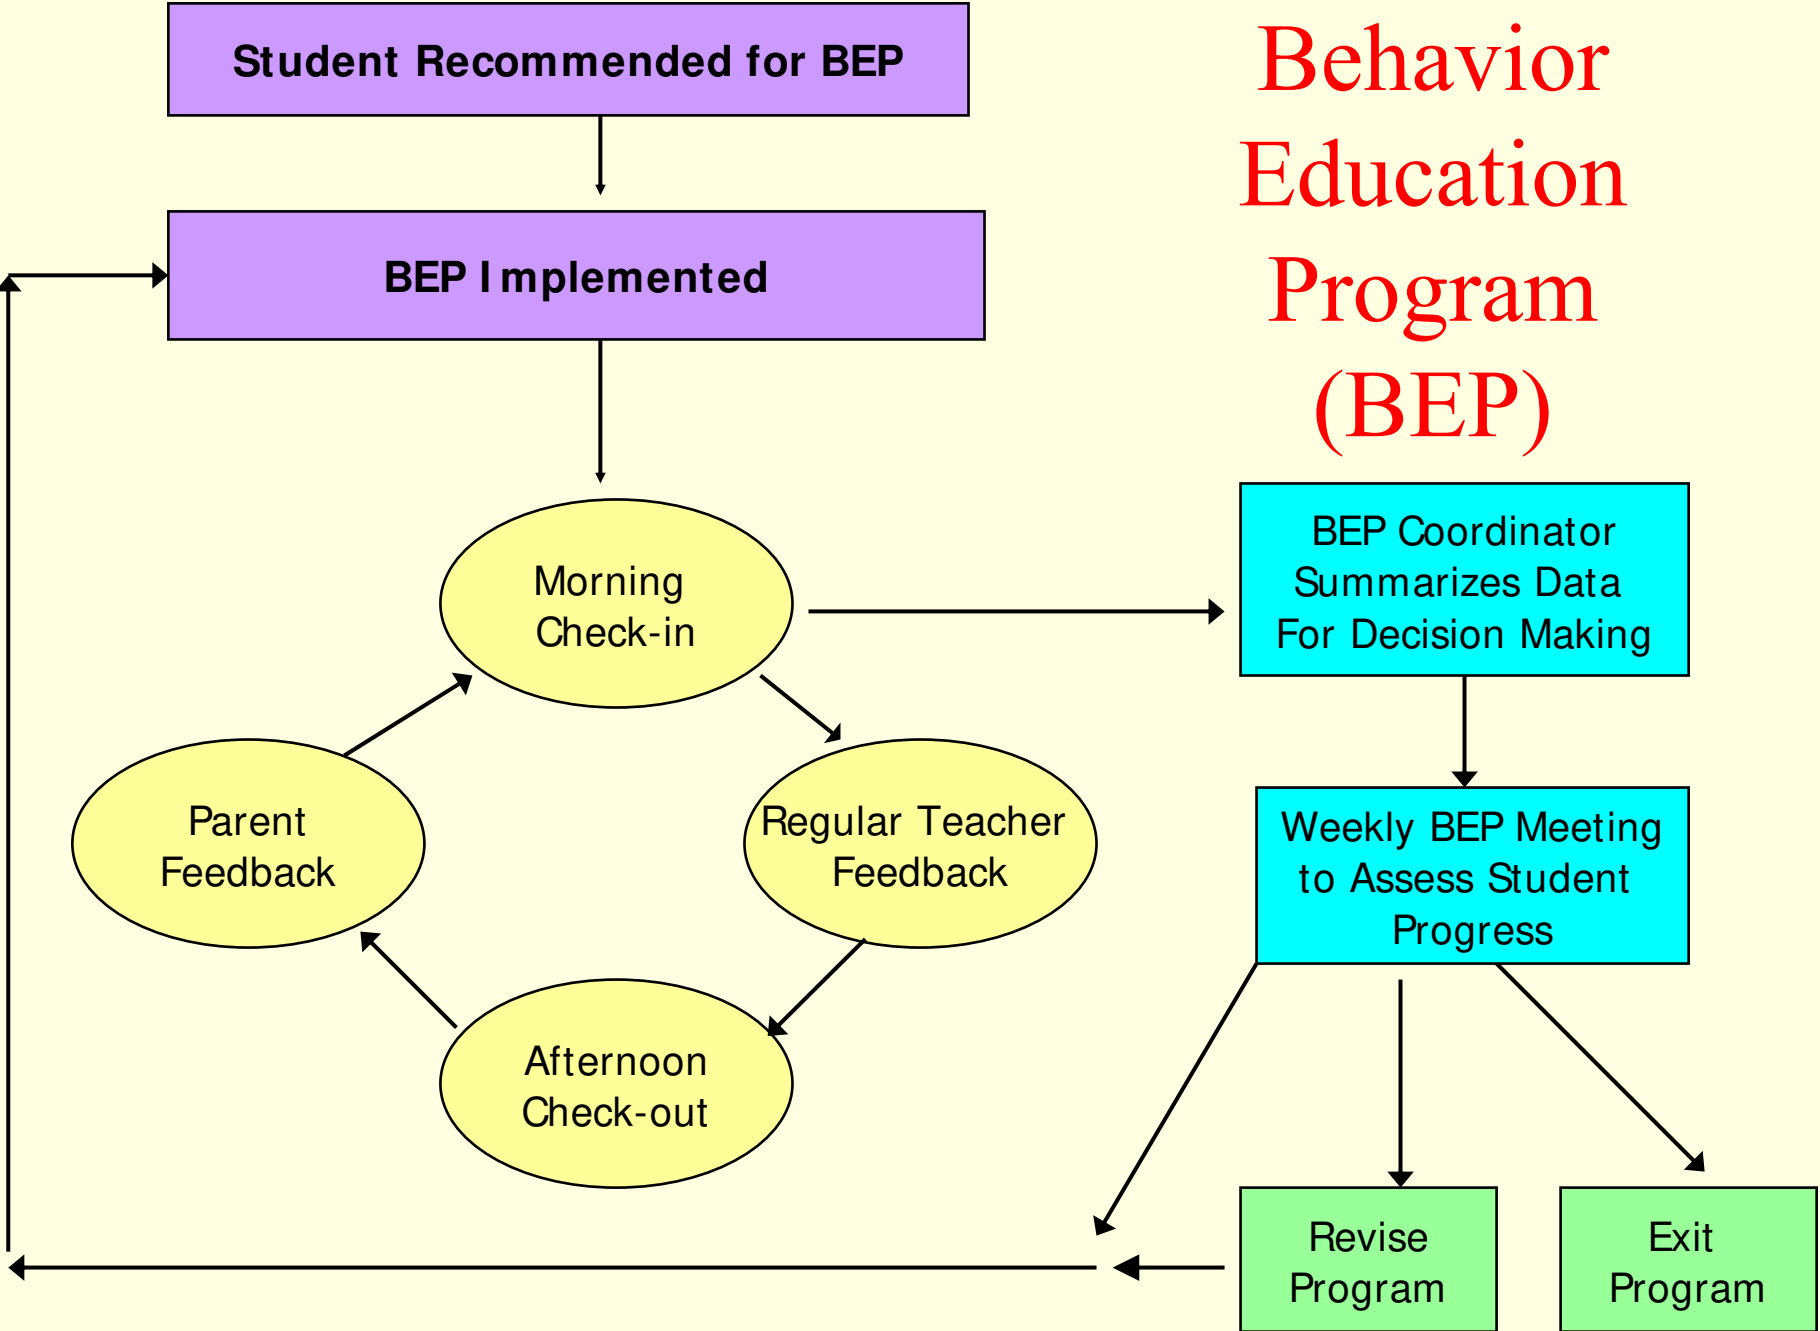 Student Recommended for BEP
Behavior
Education
Program
(BEP)
BEP Implemented
Morning
Check-in
BEP Coordinator
Summarizes Data
For Decision Making
Parent
Feedback
Regular Teacher
Feedback
Weekly BEP Meeting
to Assess Student
Progress
Afternoon
Check-out
Revise
Program
Exit
Program